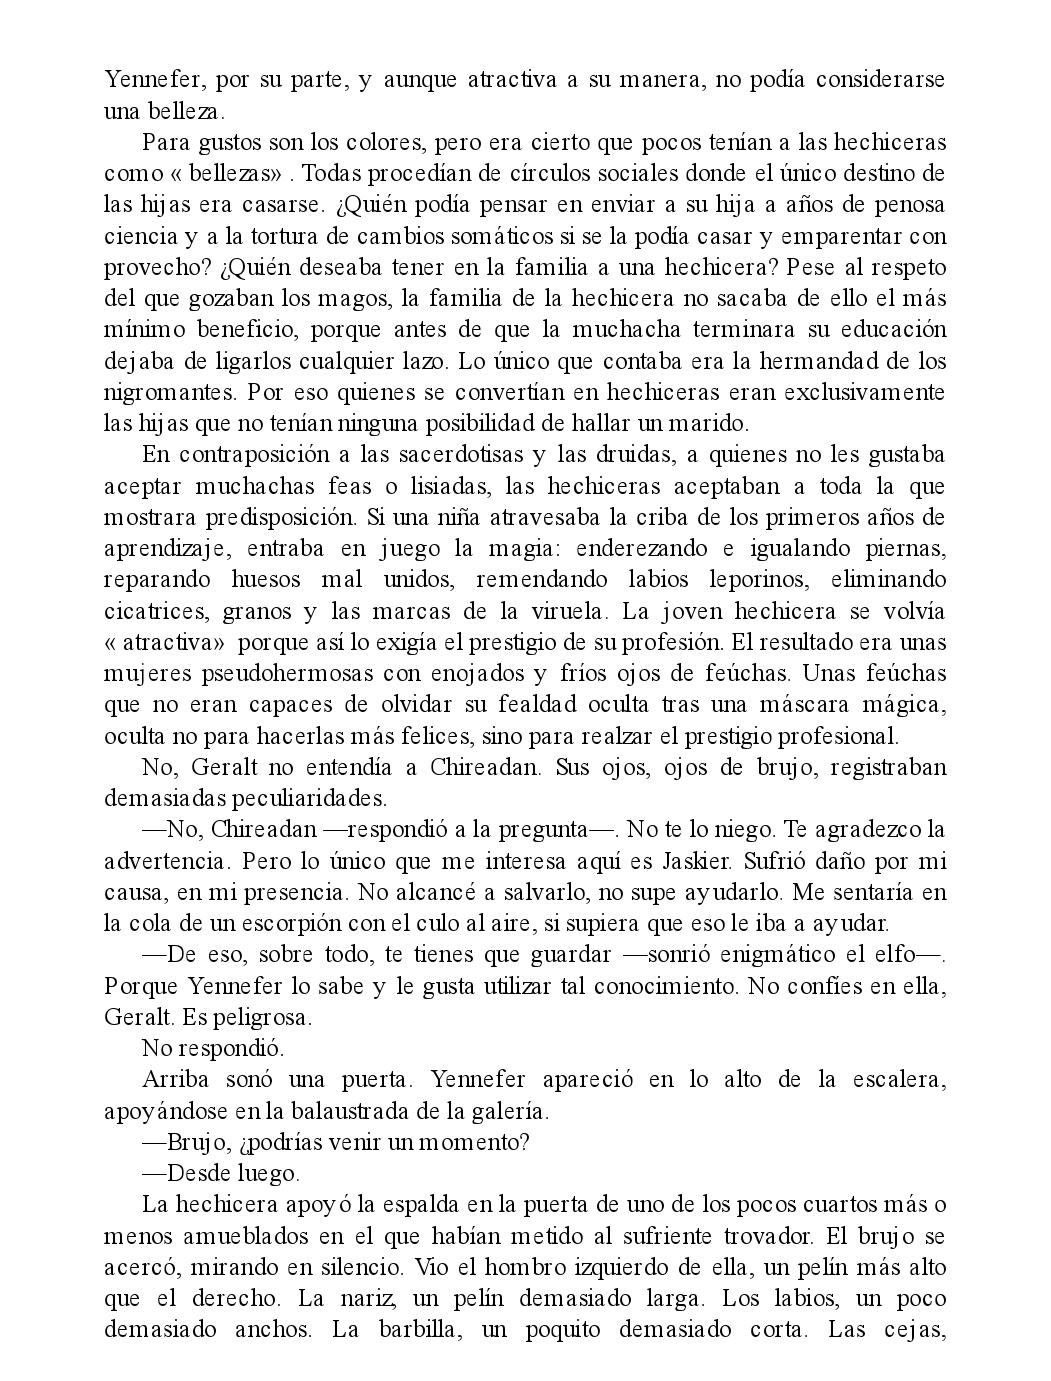 Yennefer, por su parte, y aunque atractiva a su manera, no podía considerarse
una belleza.
Para gustos son los colores, pero era cierto que pocos tenían a las hechiceras
como « bellezas» . Todas procedían de círculos sociales donde el único destino de
las hijas era casarse. ¿Quién podía pensar en enviar a su hija a años de penosa
ciencia y a la tortura de cambios somáticos si se la podía casar y emparentar con
provecho? ¿Quién deseaba tener en la familia a una hechicera? Pese al respeto
del que gozaban los magos, la familia de la hechicera no sacaba de ello el más
mínimo beneficio, porque antes de que la muchacha terminara su educación
dejaba de ligarlos cualquier lazo. Lo único que contaba era la hermandad de los
nigromantes. Por eso quienes se convertían en hechiceras eran exclusivamente
las hijas que no tenían ninguna posibilidad de hallar un marido.
En contraposición a las sacerdotisas y las druidas, a quienes no les gustaba
aceptar muchachas feas o lisiadas, las hechiceras aceptaban a toda la que
mostrara predisposición. Si una niña atravesaba la criba de los primeros años de
aprendizaje, entraba en juego la magia: enderezando e igualando piernas,
reparando huesos mal unidos, remendando labios leporinos, eliminando
cicatrices, granos y las marcas de la viruela. La joven hechicera se volvía
« atractiva» porque así lo exigía el prestigio de su profesión. El resultado era unas
mujeres pseudohermosas con enojados y fríos ojos de feúchas. Unas feúchas
que no eran capaces de olvidar su fealdad oculta tras una máscara mágica,
oculta no para hacerlas más felices, sino para realzar el prestigio profesional.
No, Geralt no entendía a Chireadan. Sus ojos, ojos de brujo, registraban
demasiadas peculiaridades.
—No, Chireadan —respondió a la pregunta—. No te lo niego. Te agradezco la
advertencia. Pero lo único que me interesa aquí es Jaskier. Sufrió daño por mi
causa, en mi presencia. No alcancé a salvarlo, no supe ayudarlo. Me sentaría en
la cola de un escorpión con el culo al aire, si supiera que eso le iba a ayudar.
—De eso, sobre todo, te tienes que guardar —sonrió enigmático el elfo—.
Porque Yennefer lo sabe y le gusta utilizar tal conocimiento. No confíes en ella,
Geralt. Es peligrosa.
No respondió.
Arriba sonó una puerta. Yennefer apareció en lo alto de la escalera,
apoyándose en la balaustrada de la galería.
—Brujo, ¿podrías venir un momento?
—Desde luego.
La hechicera apoyó la espalda en la puerta de uno de los pocos cuartos más o
menos amueblados en el que habían metido al sufriente trovador. El brujo se
acercó, mirando en silencio. Vio el hombro izquierdo de ella, un pelín más alto
que el derecho. La nariz, un pelín demasiado larga. Los labios, un poco
demasiado anchos. La barbilla, un poquito demasiado corta. Las cejas,